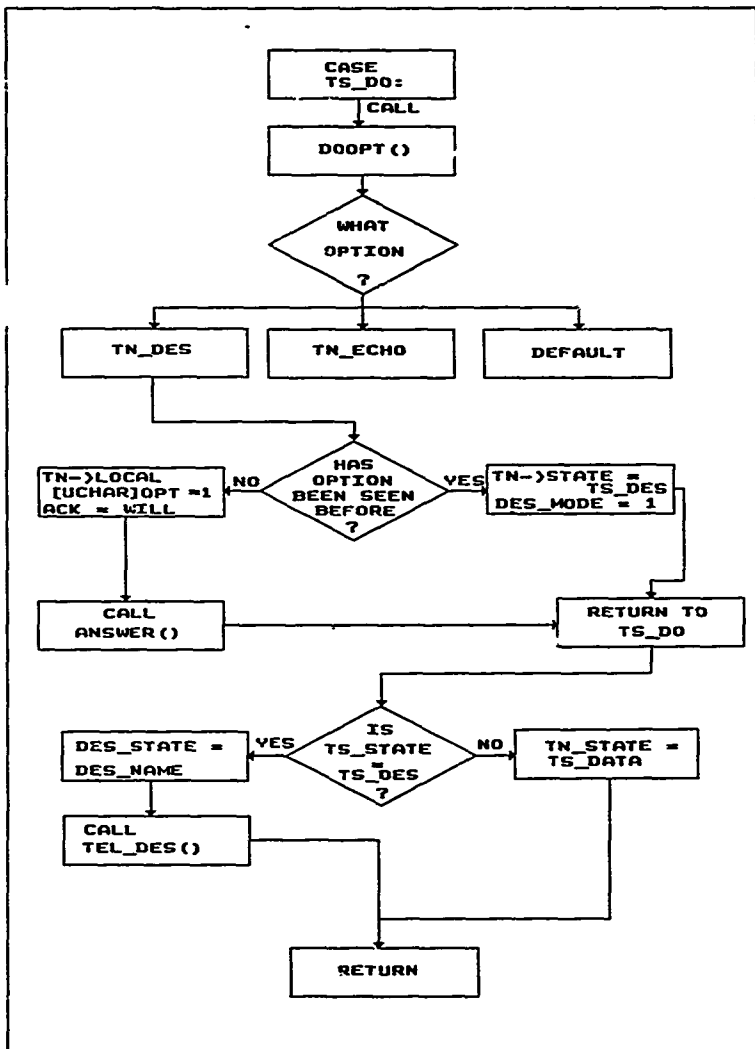 CASE
TS_DO:
CALL
DOOPT()
WHAT
OPTION
?
TN_DES
TN_ECHO
DEFAULT
HAS
OPTION
BEEN SEEN
BEFORE
?
NO
YES
TN->LOCAL
[UCHAR]OPT =1
ACK = WILL
TN->STATE =
TS_DES
DES_MODE = 1
CALL
ANSWER()
RETURN TO
TS_DO
IS
TS_STATE
=
TS_DES
?
YES
NO
DES_STATE =
DES_NAME
TN_STATE =
TS_DATA
CALL
TEL_DES()
RETURN